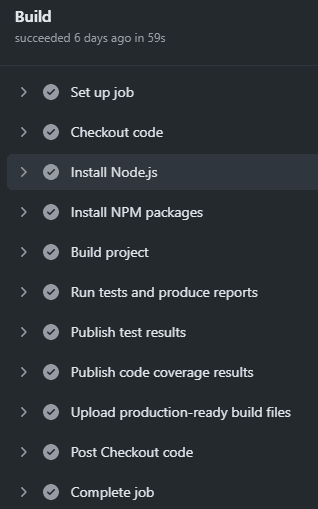 Build
succeeded 6 days ago in 59s
Set up job
Checkout code
Install Node.js
Install NPM packages
Build project
Run tests and produce reports
Publish test results
Publish code coverage results
Upload production-ready build files
Post Checkout code
Complete job